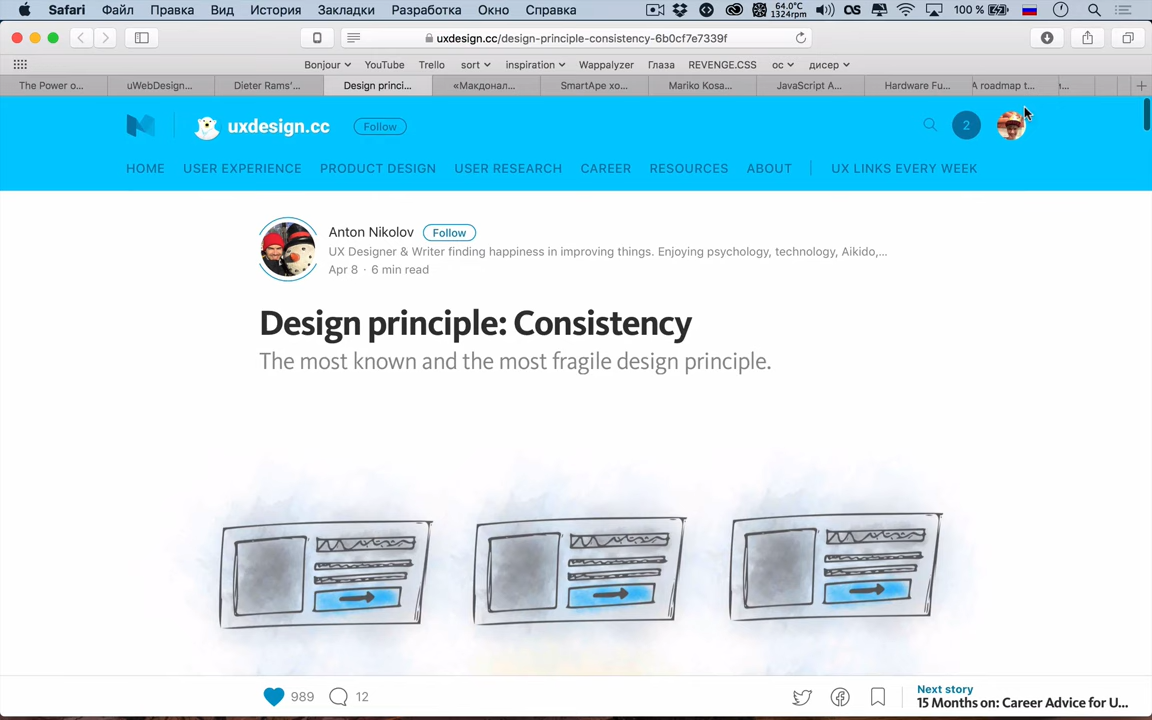 Safari Файл Правка Вид История Закладки Разработка Окно Справка 64.0°C 1324rpm 100 %
uxdesign.cc/design-principle-consistency-6b0cf7e7339f
Bonjour YouTube Trello sort inspiration Wappalyzer Глаза REVENGE.CSS ос дисер
The Power o... uWebDesign... Dieter Rams'... Design princi... «Макдонал... SmartApe хо... Mariko Kosa... JavaScript A... Hardware Fu... A roadmap t...
uxdesign.cc Follow 2
HOME USER EXPERIENCE PRODUCT DESIGN USER RESEARCH CAREER RESOURCES ABOUT UX LINKS EVERY WEEK
Anton Nikolov Follow
UX Designer & Writer finding happiness in improving things. Enjoying psychology, technology, Aikido,...
Apr 8 · 6 min read
Design principle: Consistency
The most known and the most fragile design principle.
989 12
Next story
15 Months on: Career Advice for U...